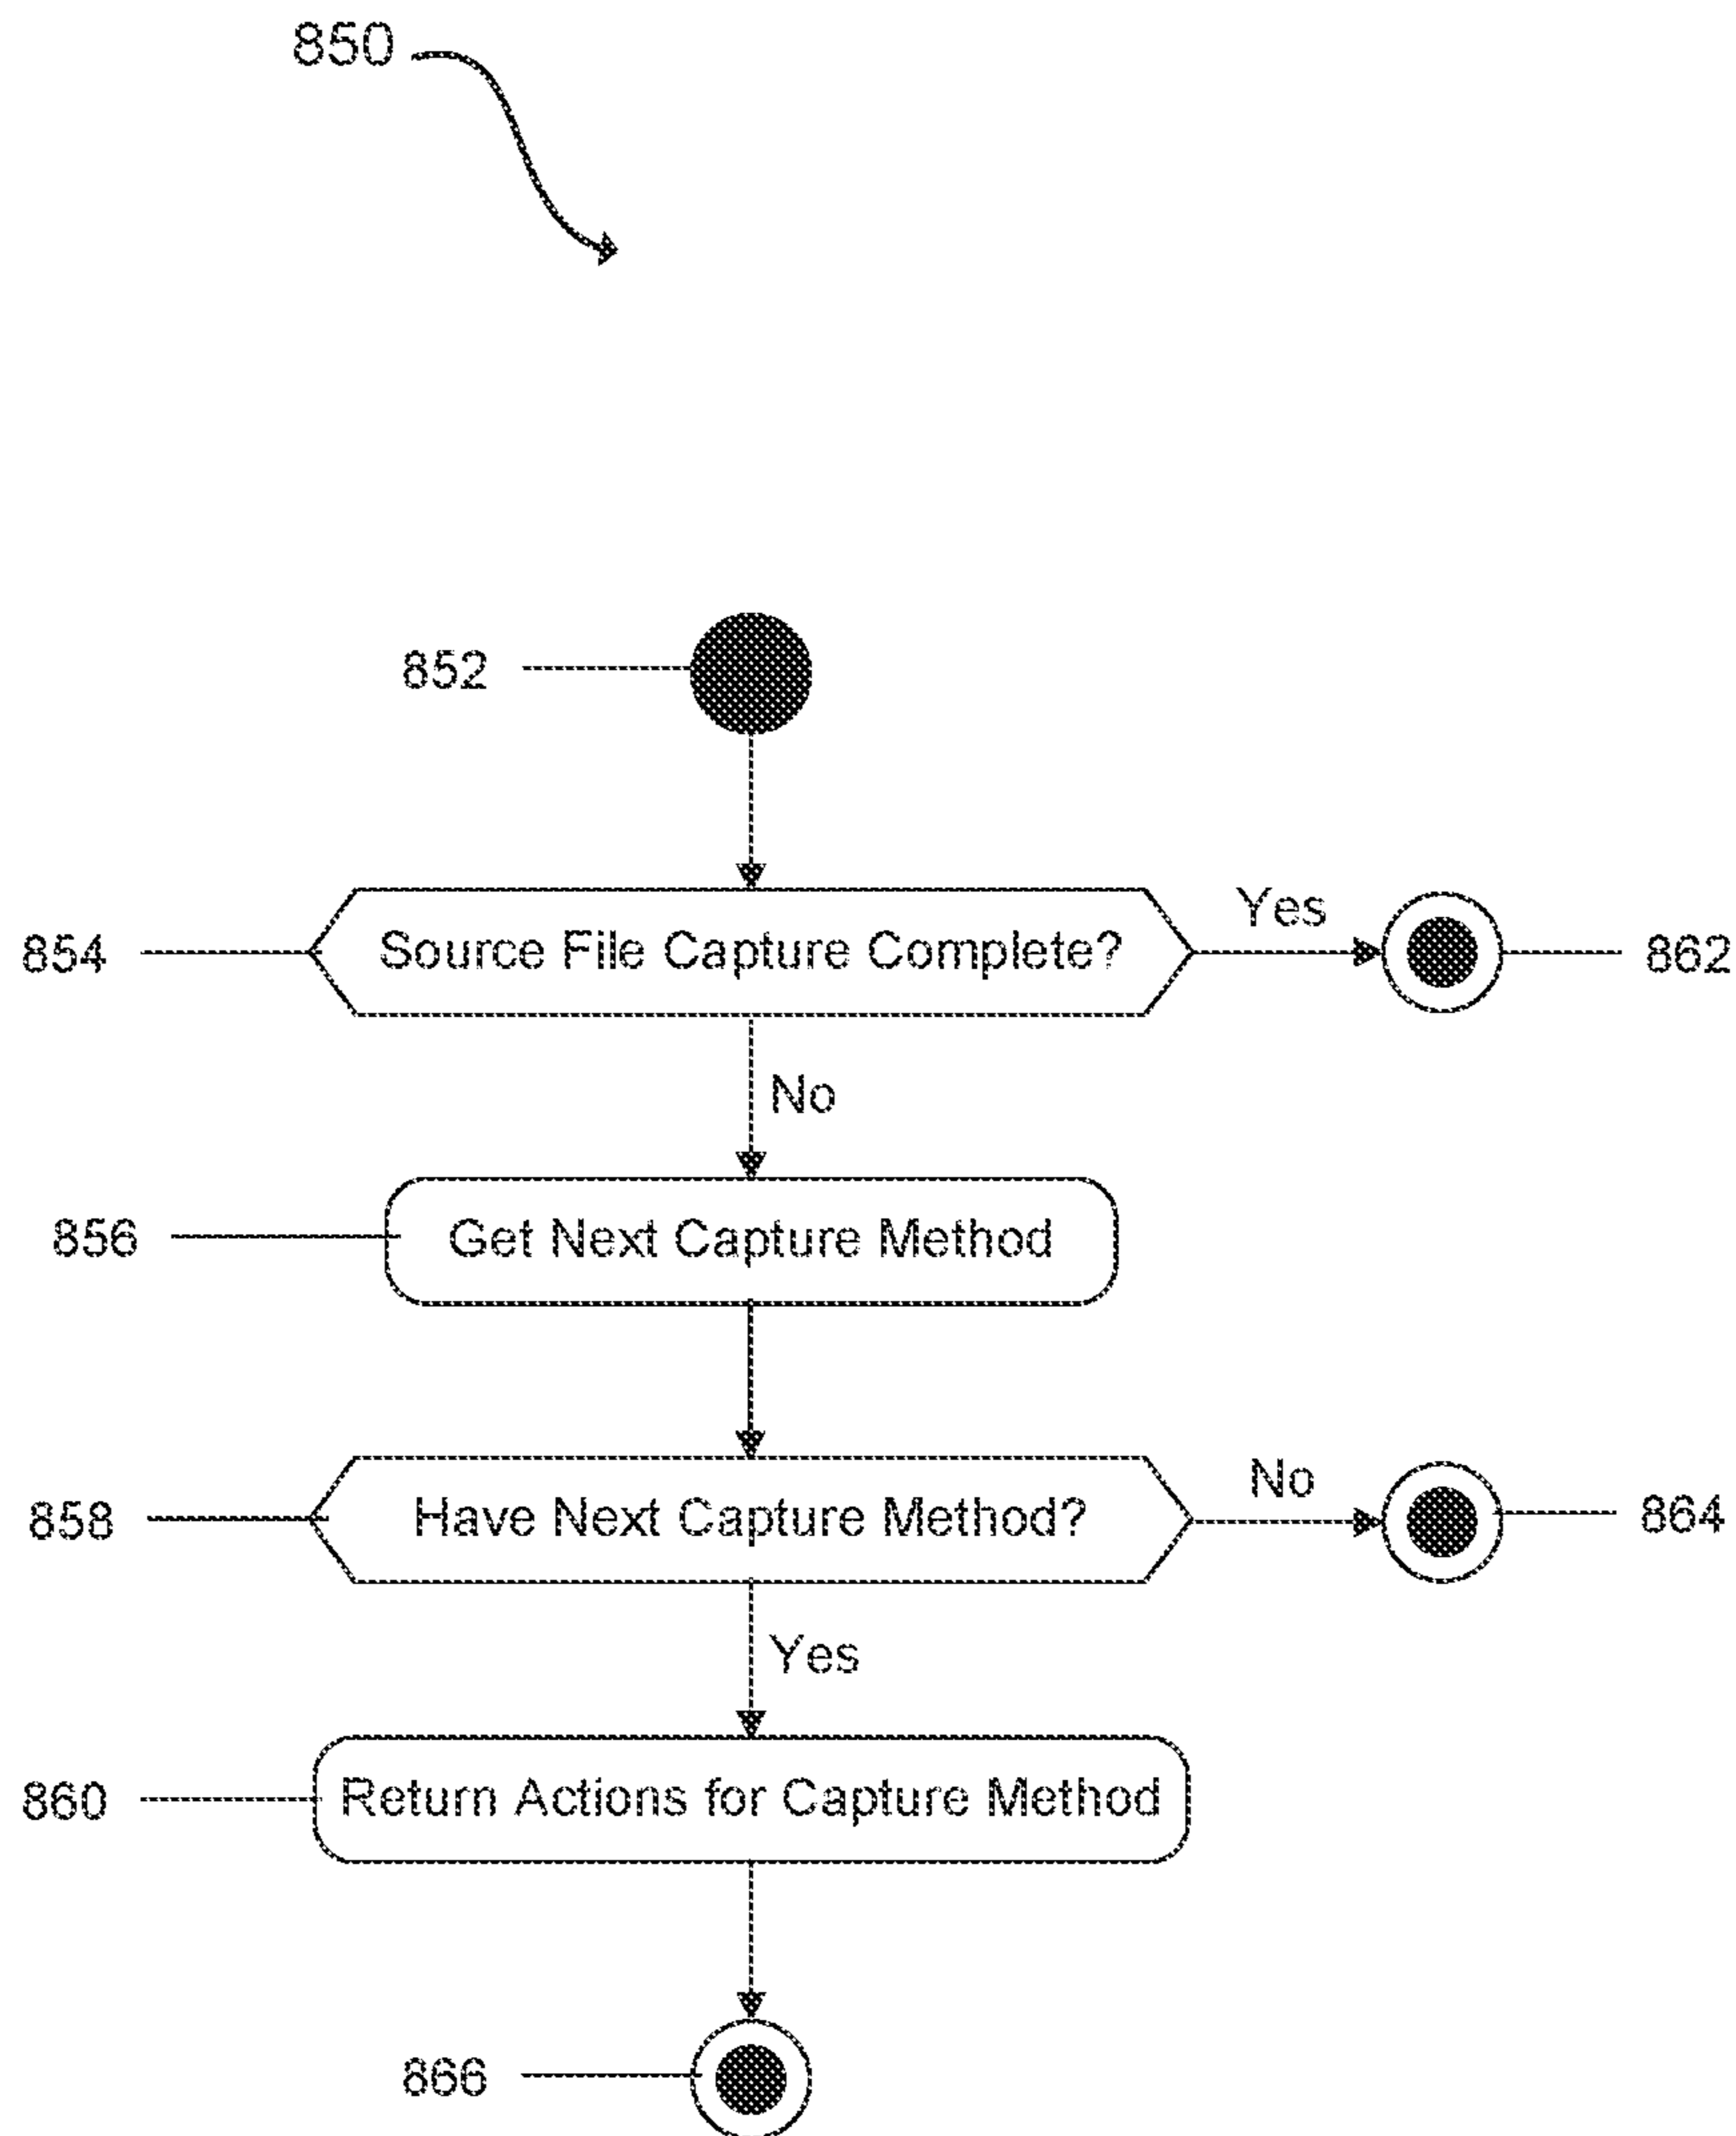 850
852
Yes
854
Source File Capture Complete?
862
No
856
Get Next Capture Method
No
858
Have Next Capture Method?
864
Yes
860
Return Actions for Capture Method
866